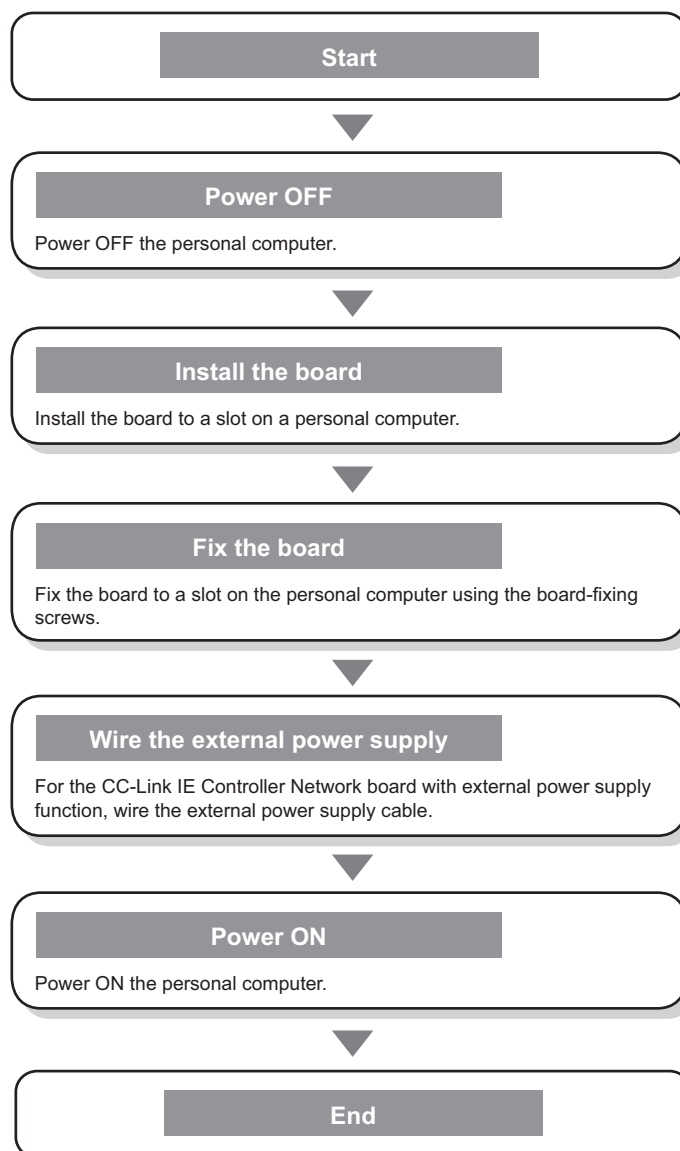 Start
Power OFF
Power OFF the personal computer.
Install the board
Install the board to a slot on a personal computer.
Fix the board
Fix the board to a slot on the personal computer using the board-fixing
screws.
Wire the external power supply
For the CC-Link IE Controller Network board with external power supply
function, wire the external power supply cable.
Power ON
Power ON the personal computer.
End